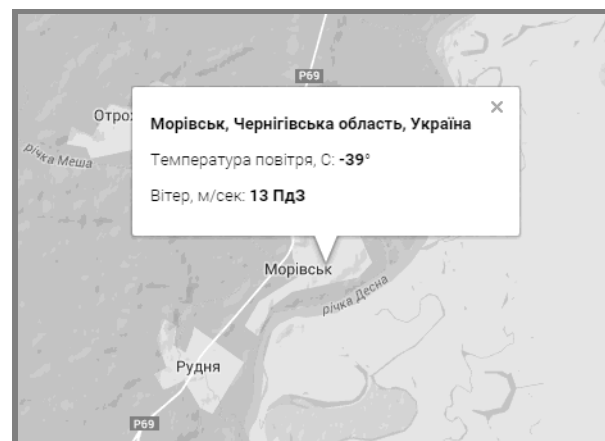 P69
Отро
Морівськ, Чернігівська область, Україна
річка Меша
Температура повітря, C: -39°
Вітер, м/сек: 13 ПдЗ
Морівськ
річка Десна
Рудня
P69